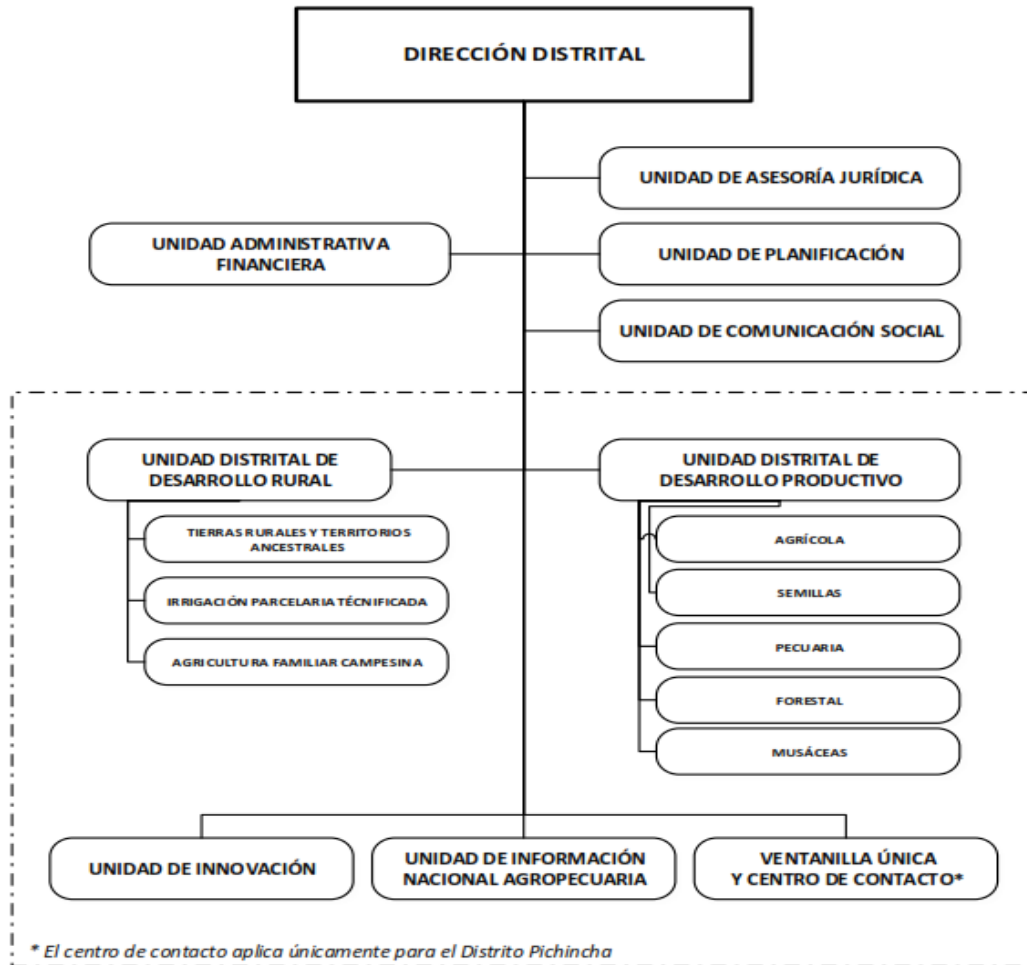 DIRECCIÓN DISTRITAL
UNIDAD DE ASESORÍA JURÍDICA
UNIDAD ADMINISTRATIVA
FINANCIERA
UNIDAD DE PLANIFICACIÓN
UNIDAD DE COMUNICACIÓN SOCIAL
UNIDAD DISTRITAL DE
DESARROLLO RURAL
TIERRAS RURALES Y TERRITORIOS
ANCESTRALES
IRRIGACIÓN PARCELARIA TÉCNIFICADA
AGRICULTURA FAMILIAR CAMPESINA
UNIDAD DISTRITAL DE
DESARROLLO PRODUCTIVO
AGRÍCOLA
SEMILLAS
PECUARIA
FORESTAL
MUSÁCEAS
UNIDAD DE INNOVACIÓN
UNIDAD DE INFORMACIÓN
NACIONAL AGROPECUARIA
VENTANILLA ÚNICA
Y CENTRO DE CONTACTO*
* El centro de contacto aplica únicamente para el Distrito Pichincha